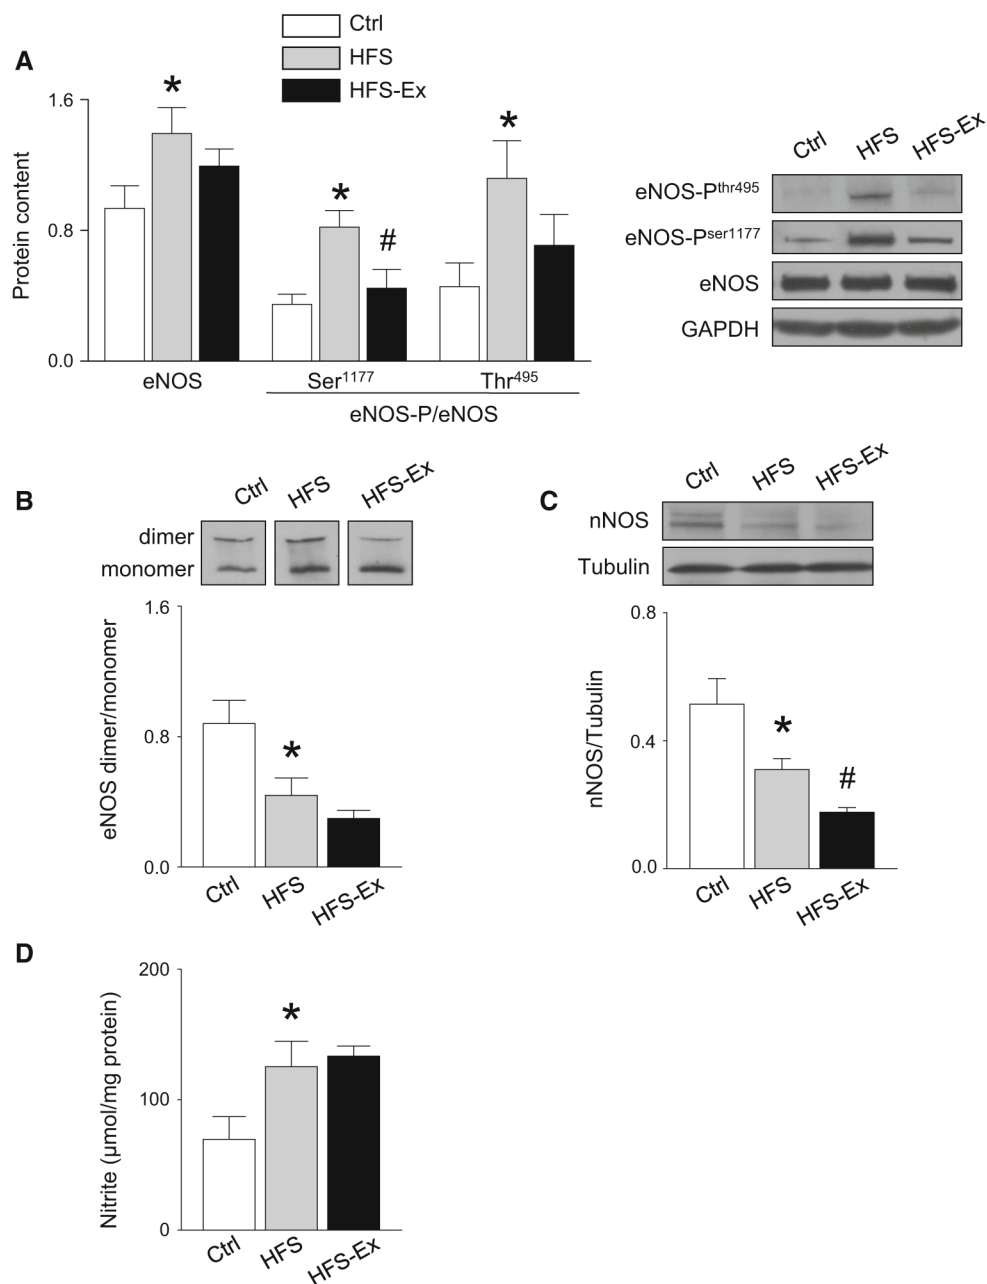 Ctrl
HFS
HFS-Ex
A
1.6
0.8
0.0
Protein content
*
*
#
*
eNOS
Ser1177
Thr495
eNOS-P/eNOS
Ctrl
HFS
HFS-Ex
eNOS-Pthr495
eNOS-Pser1177
eNOS
GAPDH
B
Ctrl
HFS
HFS-Ex
dimer
monomer
1.6
0.8
0.0
eNOS dimer/monomer
*
Ctrl
HFS
HFS-Ex
C
Ctrl
HFS
HFS-Ex
nNOS
Tubulin
0.8
0.4
0.0
nNOS/Tubulin
*
#
Ctrl
HFS
HFS-Ex
D
200
100
0
Nitrite (μmol/mg protein)
*
Ctrl
HFS
HFS-Ex